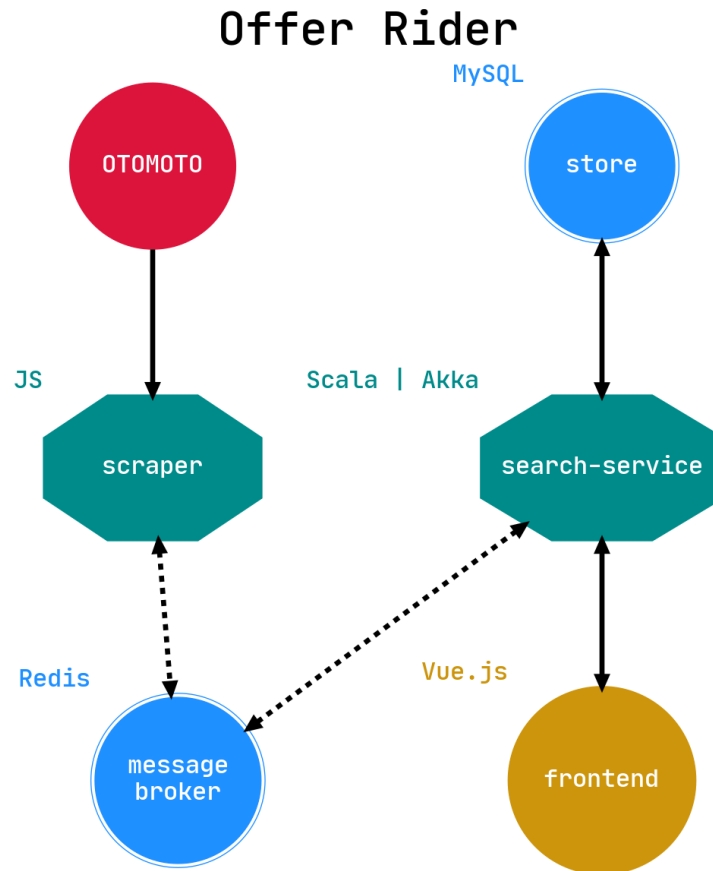 Offer Rider
MySQL
OTOMOTO
store
JS
Scala | Akka
scraper
search-service
Redis
Vue.js
message
broker
frontend